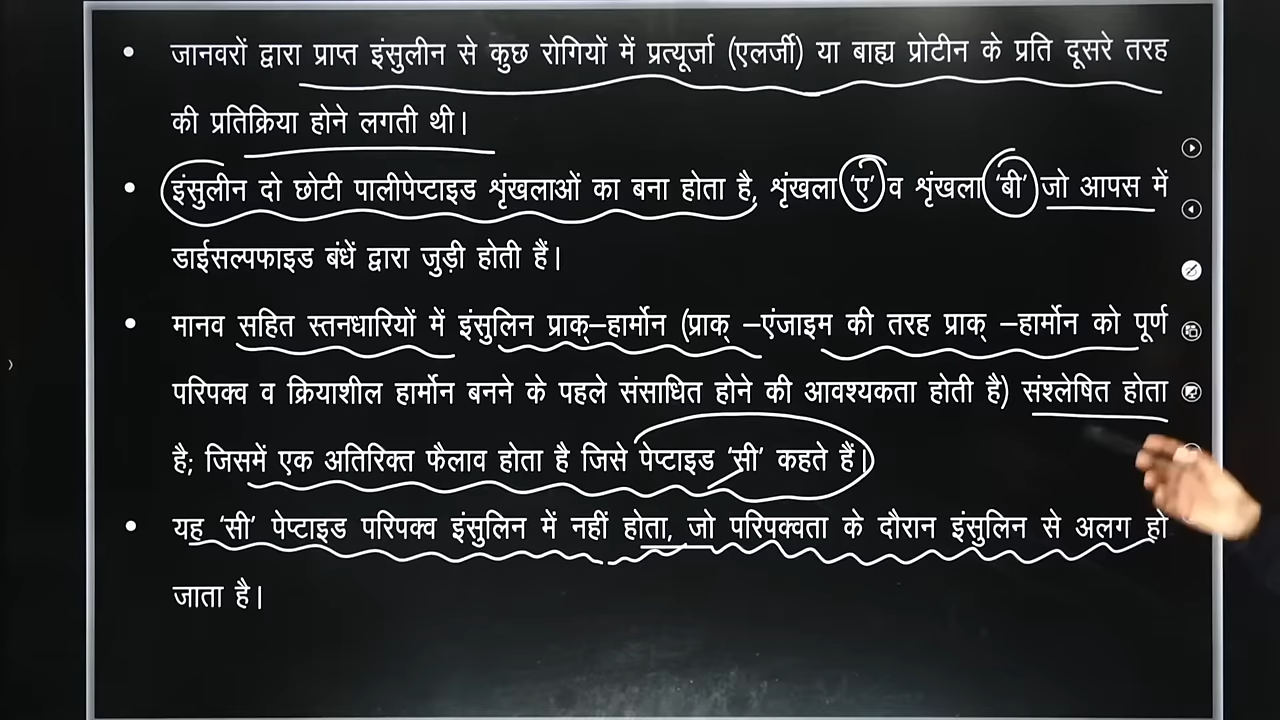 • जानवरों द्वारा प्राप्त इंसुलीन से कुछ रोगियों में प्रत्यूर्जा (एलर्जी) या बाह्य प्रोटीन के प्रति दूसरे तरह
की प्रतिक्रिया होने लगती थी।
• इंसुलीन दो छोटी पालीपेप्टाइड शृंखलाओं का बना होता है, शृंखला 'ए' व शृंखला 'बी' जो आपस में
डाईसल्पफाइड बंधें द्वारा जुड़ी होती हैं।
• मानव सहित स्तनधारियों में इंसुलिन प्राक्–हार्मोन (प्राक् –एंजाइम की तरह प्राक् –हार्मोन को पूर्ण
परिपक्व व क्रियाशील हार्मोन बनने के पहले संसाधित होने की आवश्यकता होती है) संश्लेषित होता
है; जिसमें एक अतिरिक्त फैलाव होता है जिसे पेप्टाइड 'सी' कहते हैं।
• यह 'सी' पेप्टाइड परिपक्व इंसुलिन में नहीं होता, जो परिपक्वता के दौरान इंसुलिन से अलग हो
जाता है।